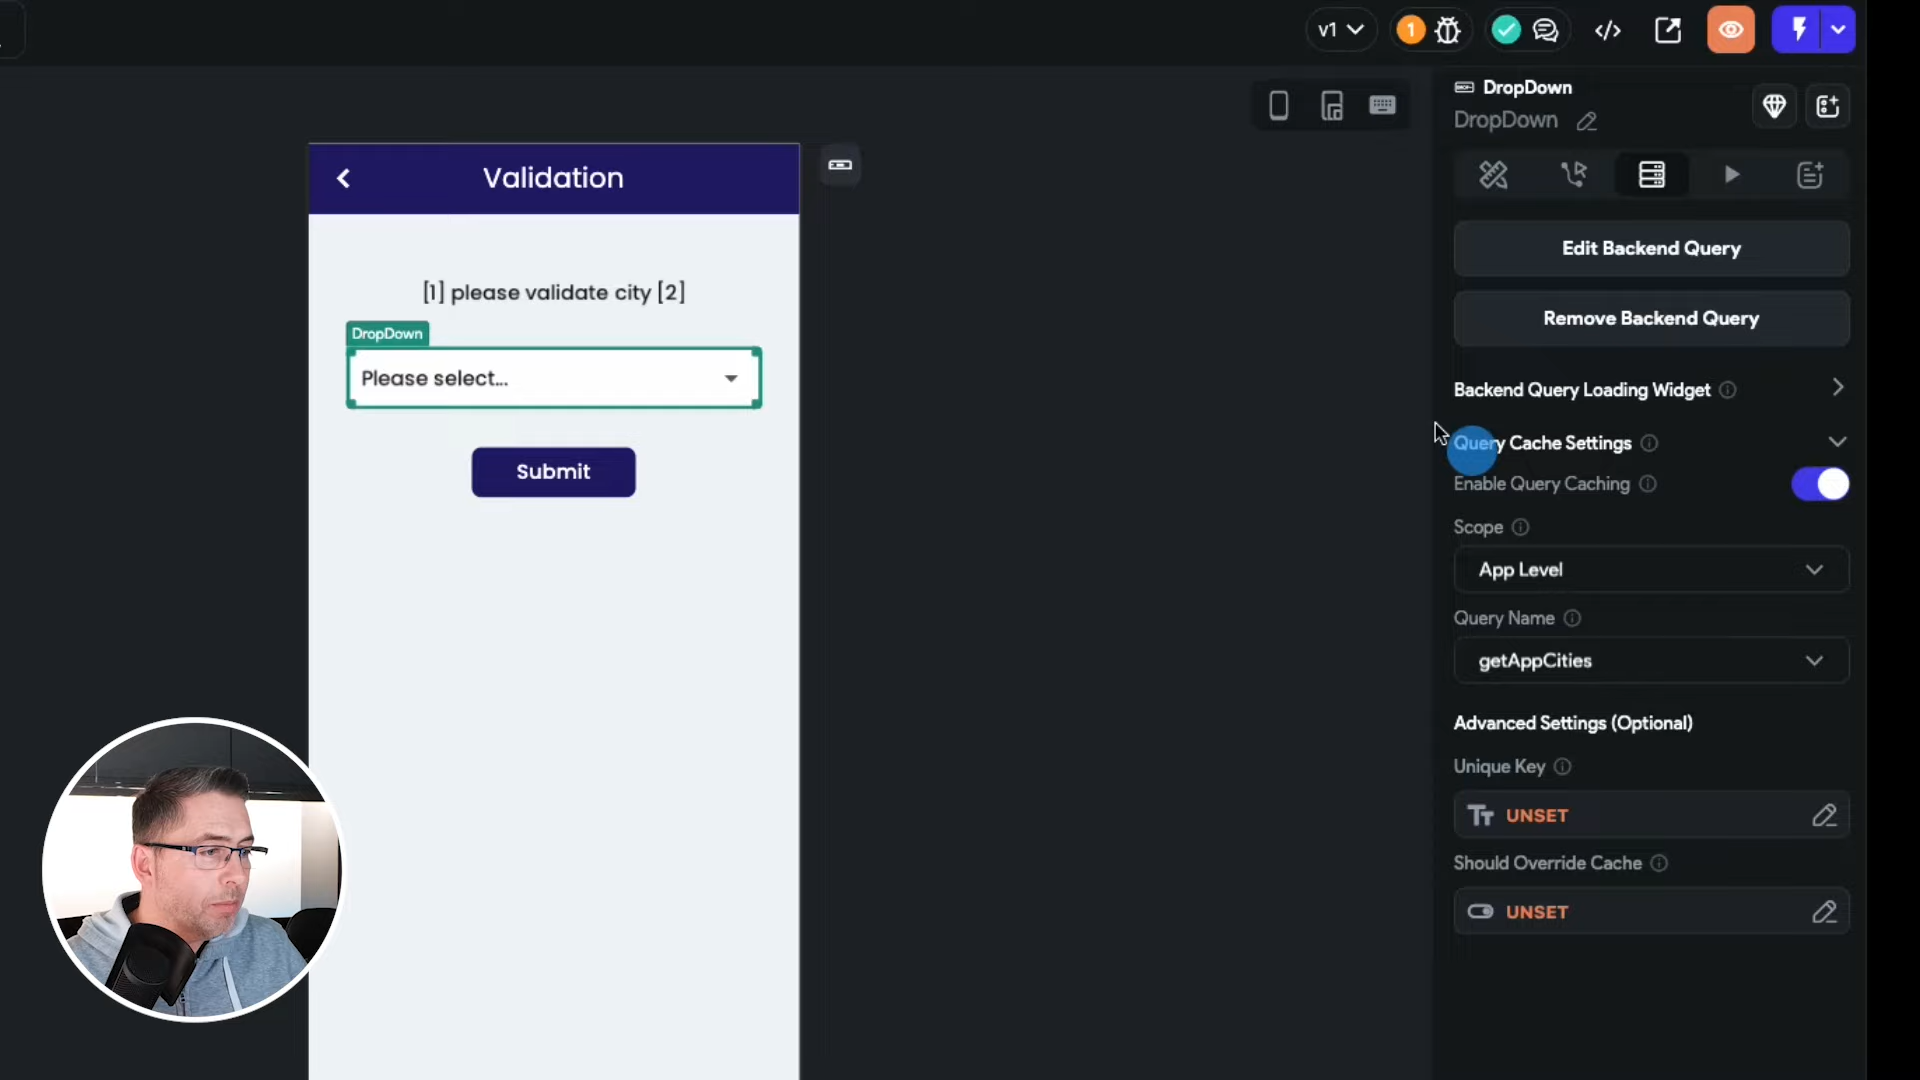 v1
1
DropDown
DropDown
Validation
[1] please validate city [2]
DropDown
Please select...
Submit
Edit Backend Query
Remove Backend Query
Backend Query Loading Widget
Query Cache Settings
Enable Query Caching
Scope
App Level
Query Name
getAppCities
Advanced Settings (Optional)
Unique Key
UNSET
Should Override Cache
UNSET